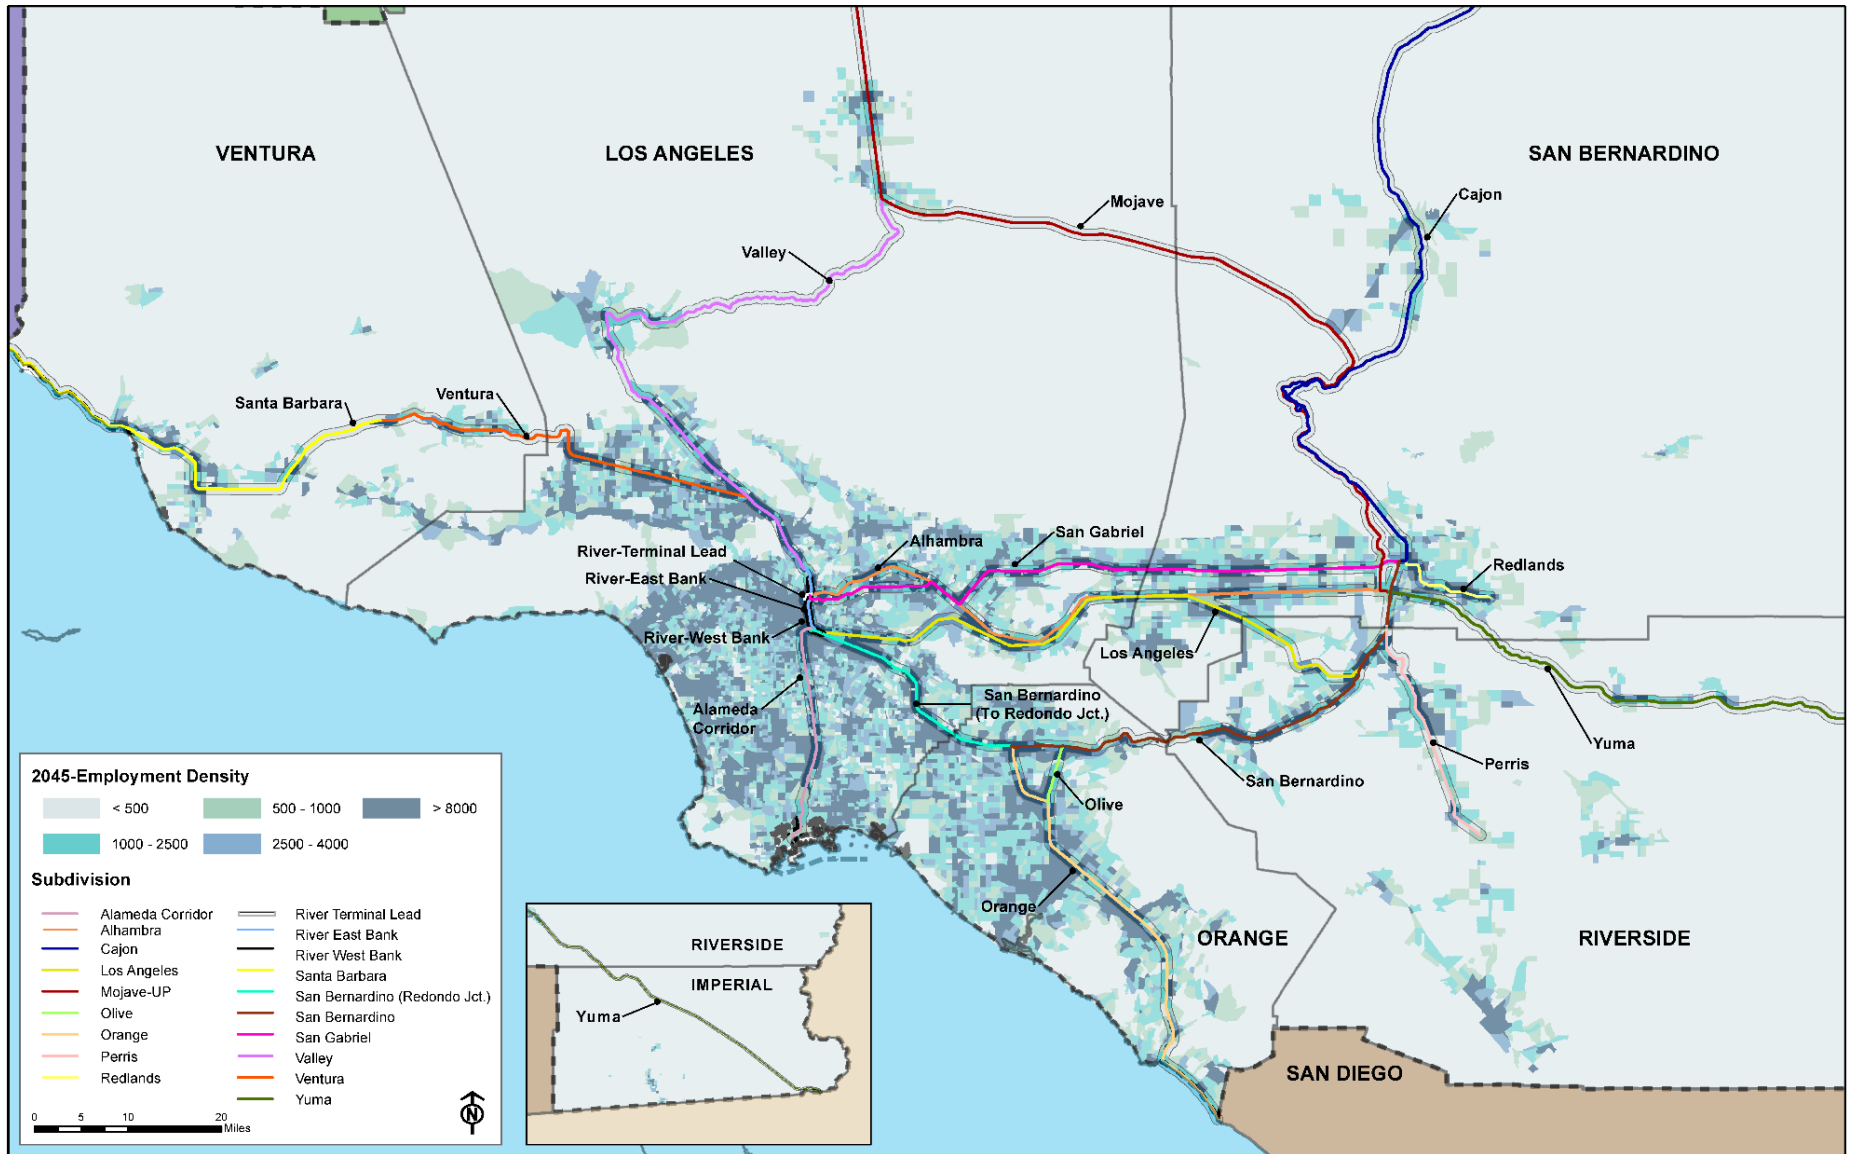 VENTURA
LOS ANGELES
SAN BERNARDINO
Mojave
Cajon
Valley
Santa Barbara
Ventura
River-Terminal Lead
River-East Bank
River-West Bank
Alhambra
San Gabriel
Redlands
Los Angeles
Alameda
Corridor
San Bernardino
(To Redondo Jct.)
San Bernardino
Yuma
Perris
Olive
Orange
ORANGE
RIVERSIDE
SAN DIEGO
2045-Employment Density
< 500
500 - 1000
> 8000
1000 - 2500
2500 - 4000
Subdivision
Alameda Corridor
Alhambra
Cajon
Los Angeles
Mojave-UP
Olive
Orange
Perris
Redlands
River Terminal Lead
River East Bank
River West Bank
Santa Barbara
San Bernardino (Redondo Jct.)
San Bernardino
San Gabriel
Valley
Ventura
Yuma
N
0 5 10 20
Miles
RIVERSIDE
IMPERIAL
Yuma